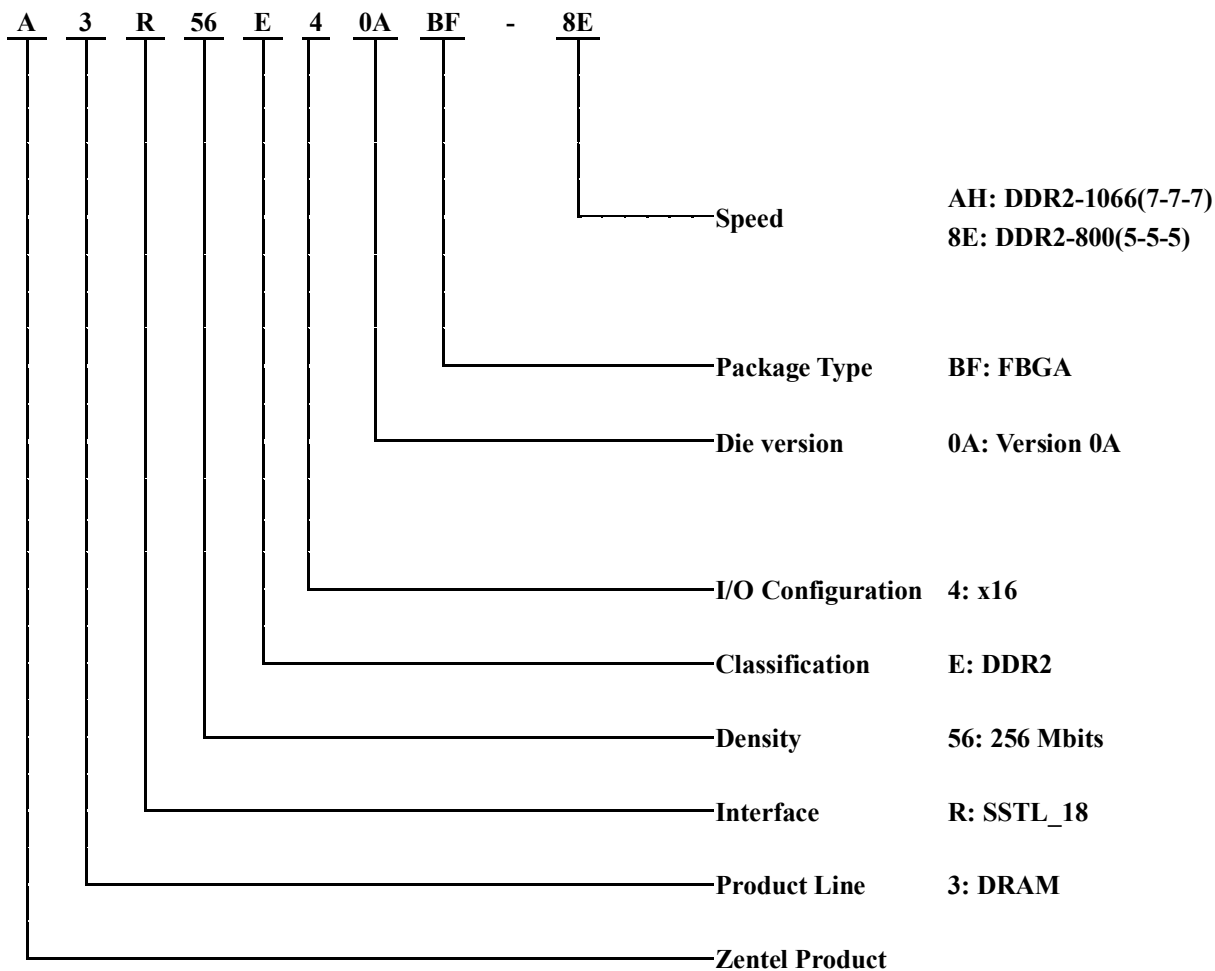 A 3 R 56 E 4 0A BF - 8E
AH: DDR2-1066(7-7-7)
Speed
8E: DDR2-800(5-5-5)
Package Type BF: FBGA
Die version 0A: Version 0A
I/O Configuration 4: x16
Classification E: DDR2
Density 56: 256 Mbits
Interface R: SSTL_18
Product Line 3: DRAM
Zentel Product